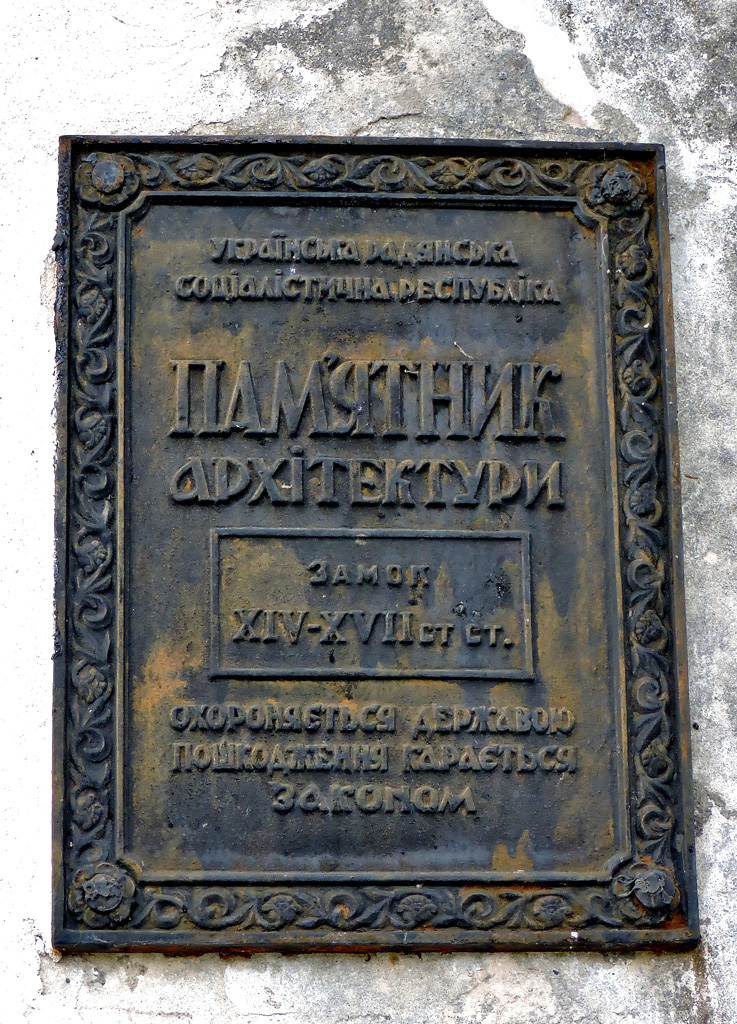 УКРАЇНСЬКА РАДЯНСЬКА
СОЦІАЛІСТИЧНА РЕСПУБЛІКА
ПАМ'ЯТНИК
АРХІТЕКТУРИ
ЗАМОК
XIV-XVII СТ СТ.
ОХОРОНЯЄТЬСЯ ДЕРЖАВОЮ
ПОШКОДЖЕННЯ КАРАЄТЬСЯ
ЗАКОНОМ